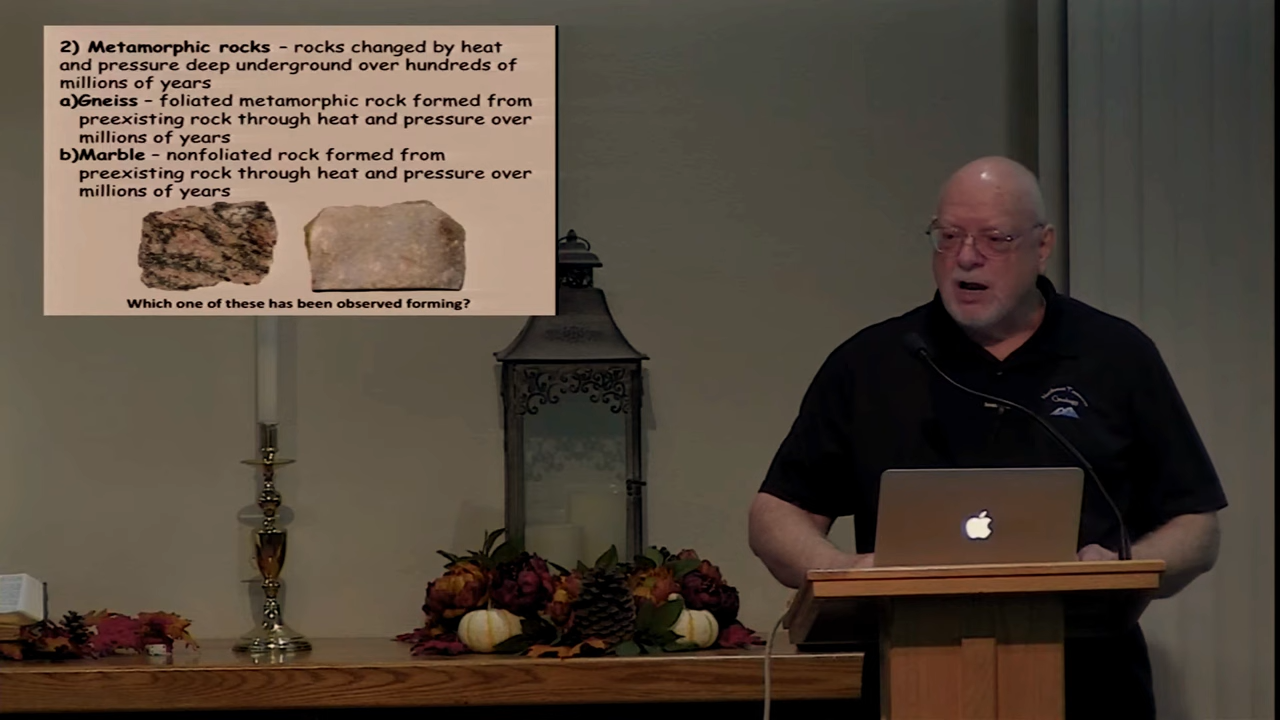 2) Metamorphic rocks – rocks changed by heat
and pressure deep underground over hundreds of
millions of years
a)Gneiss – foliated metamorphic rock formed from
preexisting rock through heat and pressure over
millions of years
b)Marble – nonfoliated rock formed from
preexisting rock through heat and pressure over
millions of years
Which one of these has been observed forming?